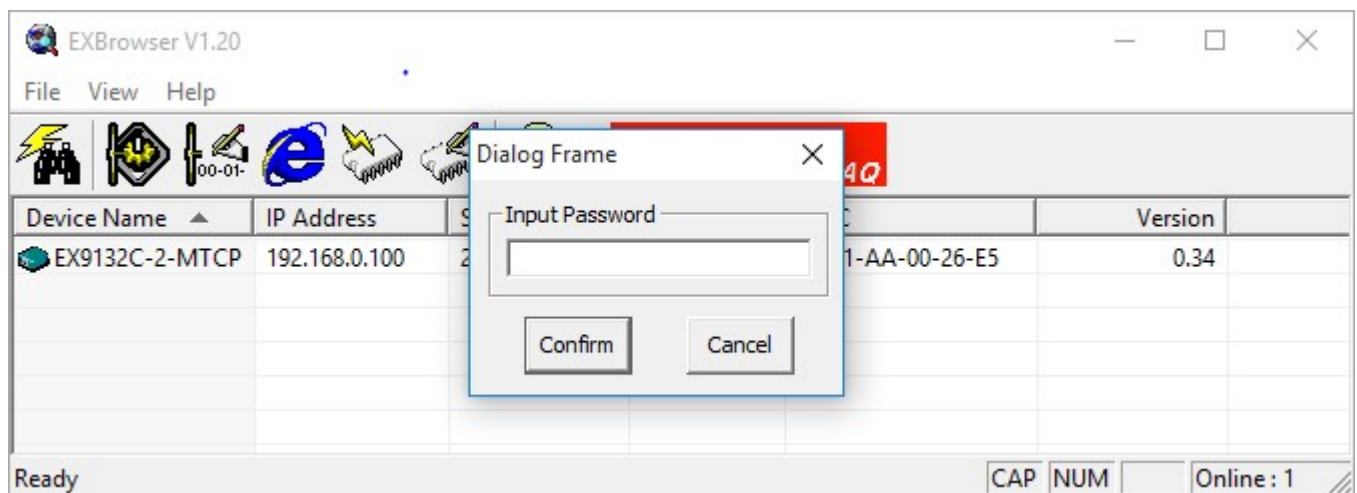 EXBrowser V1.20
File View Help
00-01-
AQ
Dialog Frame
Input Password
Confirm Cancel
Device Name IP Address Version
EX9132C-2-MTCP 192.168.0.100 1-AA-00-26-E5 0.34
Ready CAP NUM Online : 1